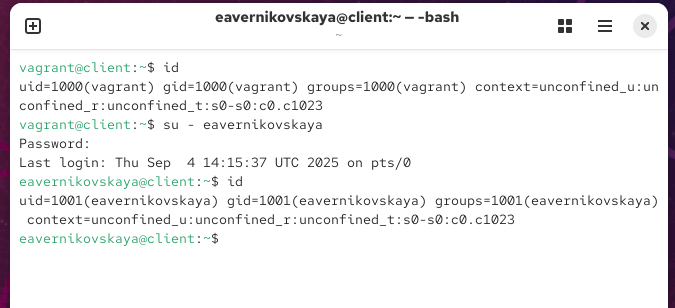 eavernikovskaya@client:~ — -bash
~
vagrant@client:~$ id
uid=1000(vagrant) gid=1000(vagrant) groups=1000(vagrant) context=unconfined_u:un
confined_r:unconfined_t:s0-s0:c0.c1023
vagrant@client:~$ su - eavernikovskaya
Password:
Last login: Thu Sep  4 14:15:37 UTC 2025 on pts/0
eavernikovskaya@client:~$ id
uid=1001(eavernikovskaya) gid=1001(eavernikovskaya) groups=1001(eavernikovskaya)
 context=unconfined_u:unconfined_r:unconfined_t:s0-s0:c0.c1023
eavernikovskaya@client:~$